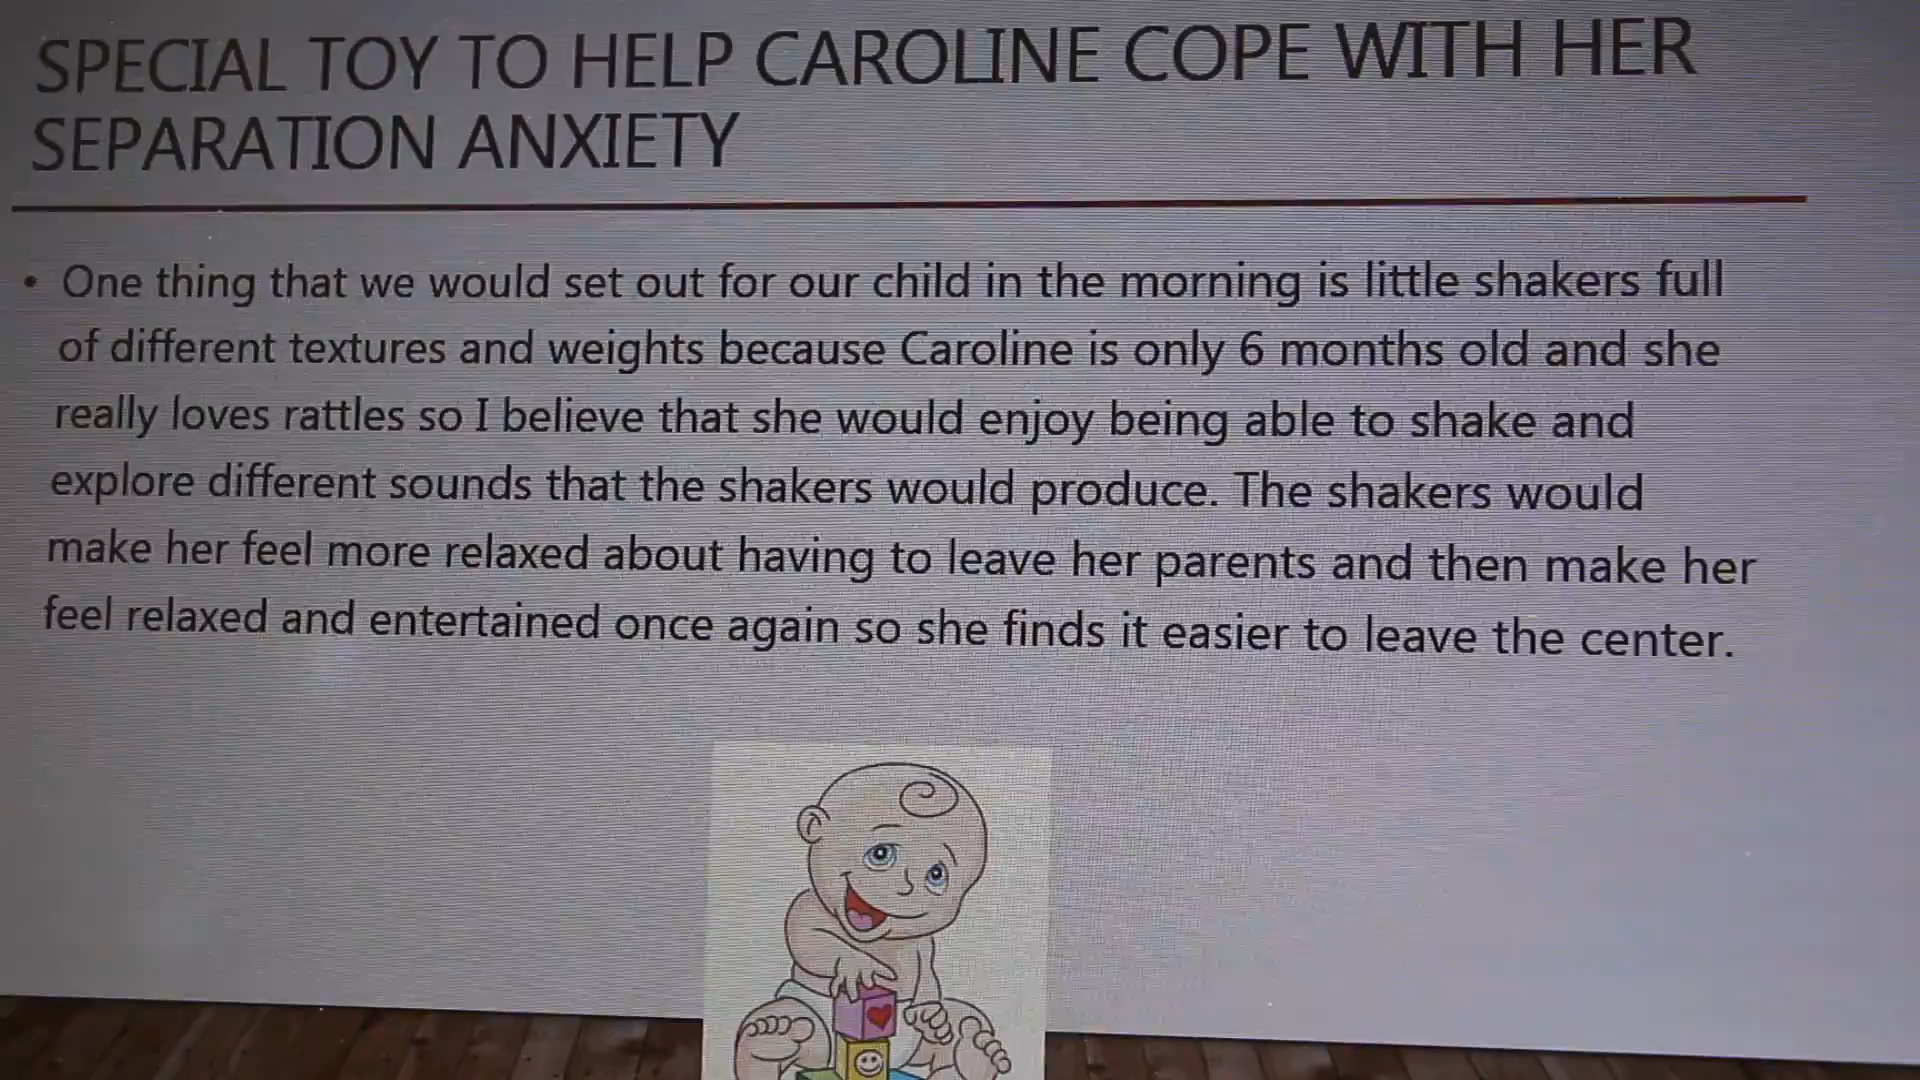 SPECIAL TOY TO HELP CAROLINE COPE WITH HER
SEPARATION ANXIETY
• One thing that we would set out for our child in the morning is little shakers full
of different textures and weights because Caroline is only 6 months old and she
really loves rattles so I believe that she would enjoy being able to shake and
explore different sounds that the shakers would produce. The shakers would
make her feel more relaxed about having to leave her parents and then make her
feel relaxed and entertained once again so she finds it easier to leave the center.